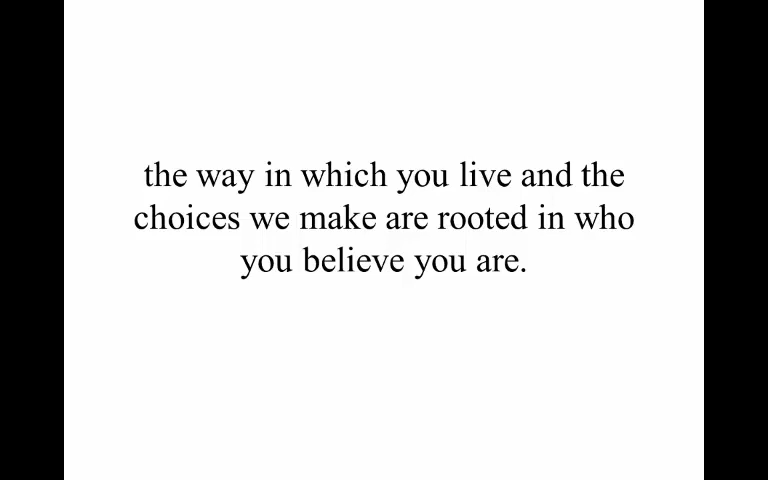 the way in which you live and the
choices we make are rooted in who
you believe you are.